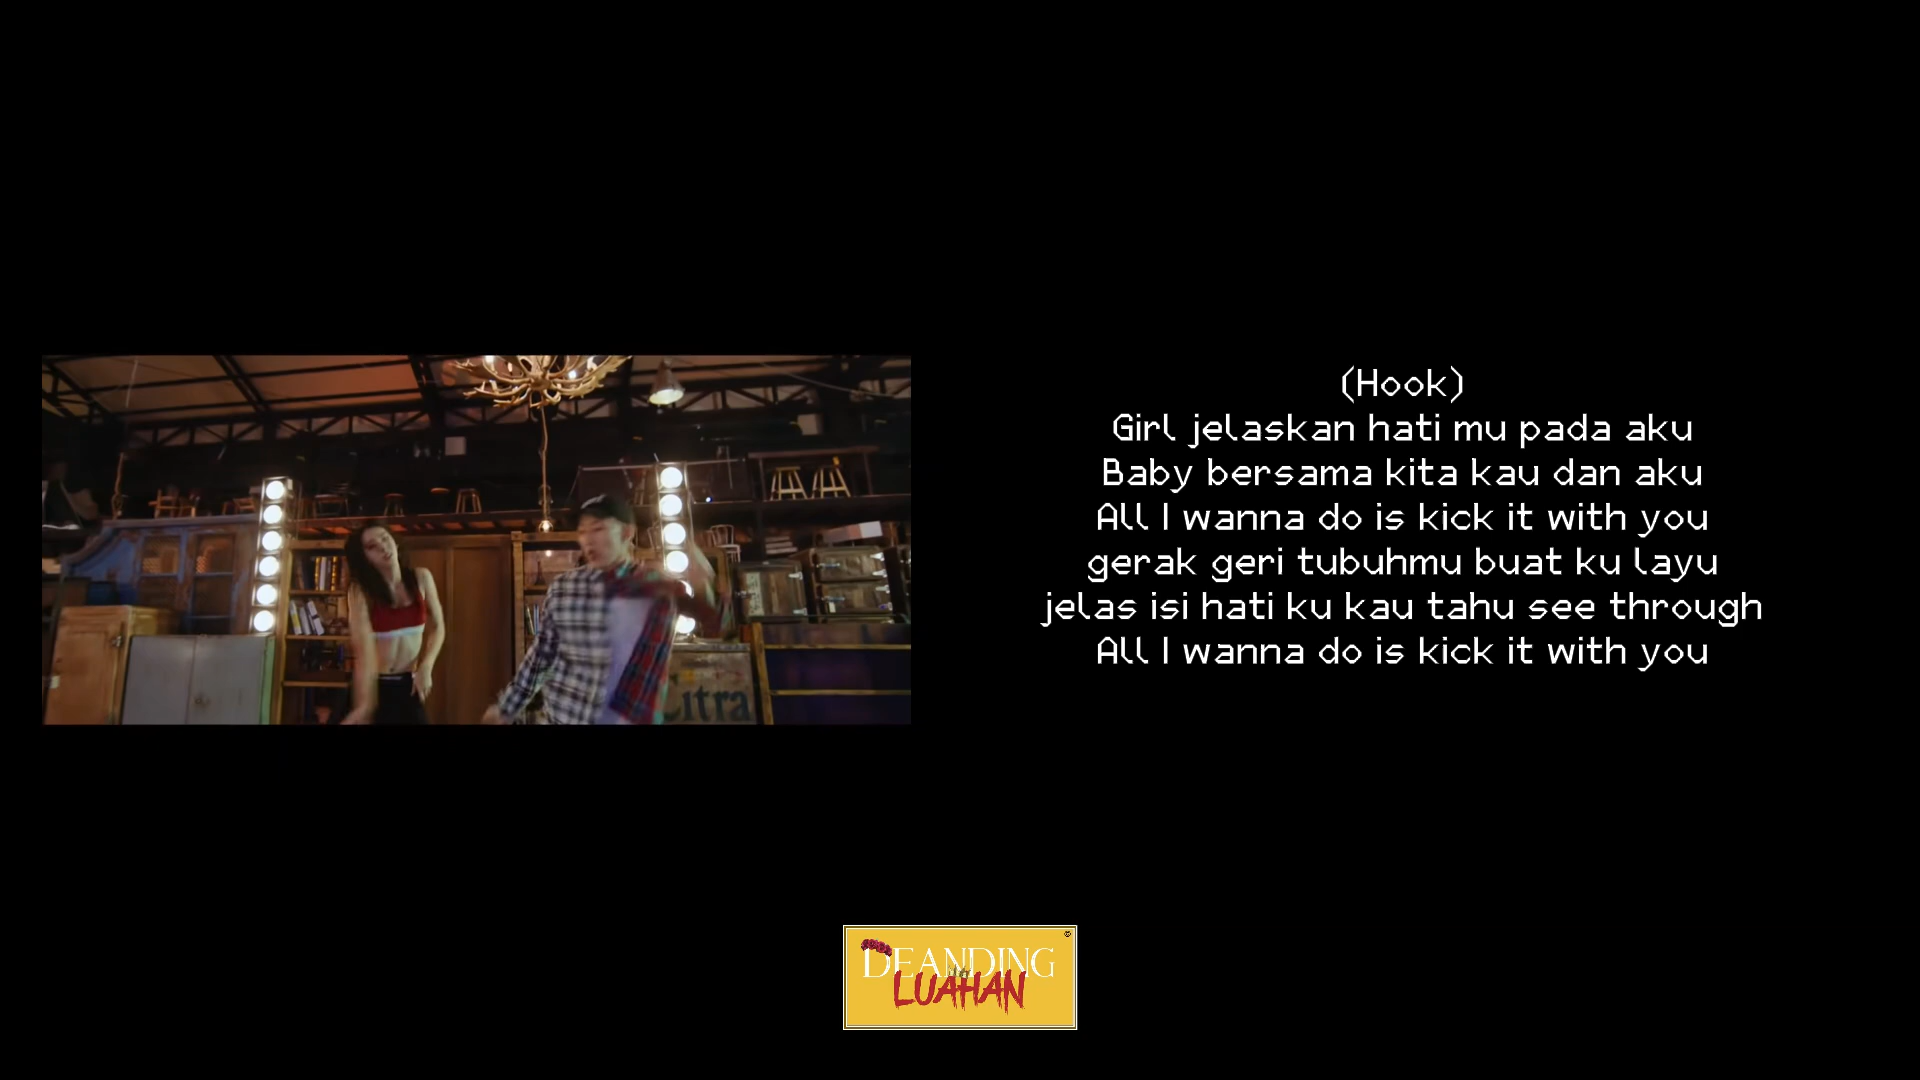 (Hook)
Girl jelaskan hati mu pada aku
Baby bersama kita kau dan aku
All I wanna do is kick it with you
gerak geri tubuhmu buat ku layu
jelas isi hati ku kau tahu see through
All I wanna do is kick it with you
Citra
DEANDING
LUAHAN